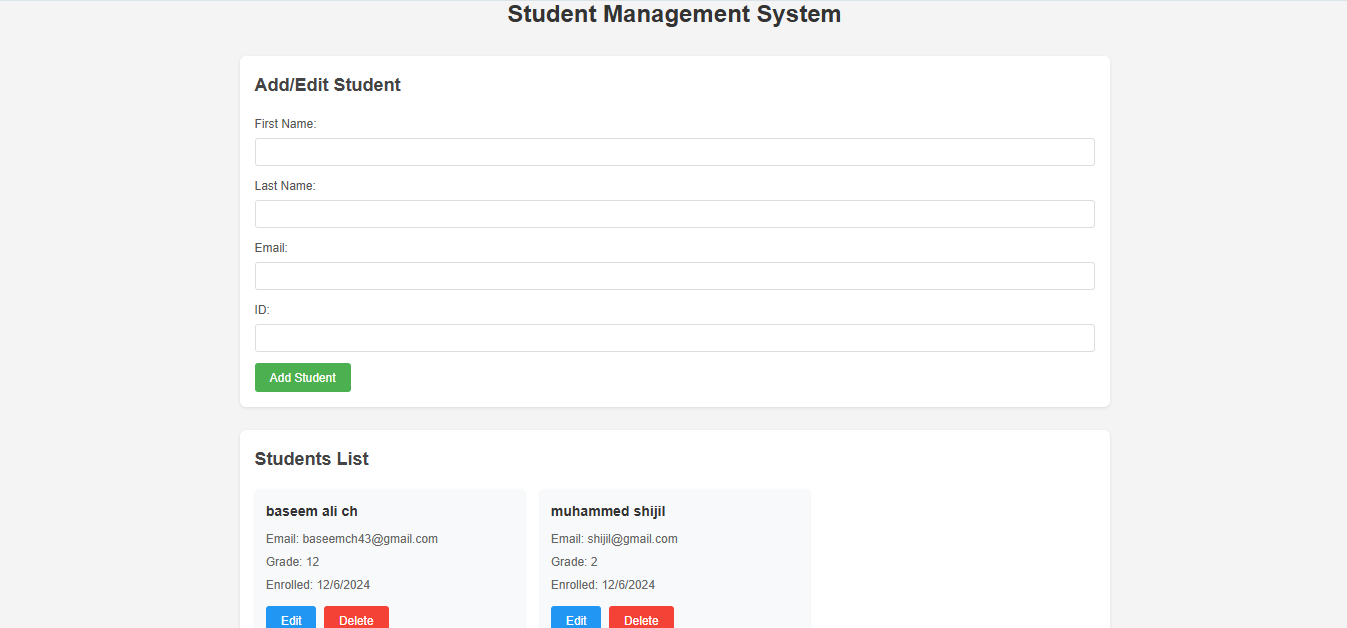 Student Management System
Add/Edit Student
First Name:
Last Name:
Email:
ID:
Add Student
Students List
baseem ali ch
Email: baseemch43@gmail.com
Grade: 12
Enrolled: 12/6/2024
Edit Delete
muhammed shijil
Email: shijil@gmail.com
Grade: 2
Enrolled: 12/6/2024
Edit Delete